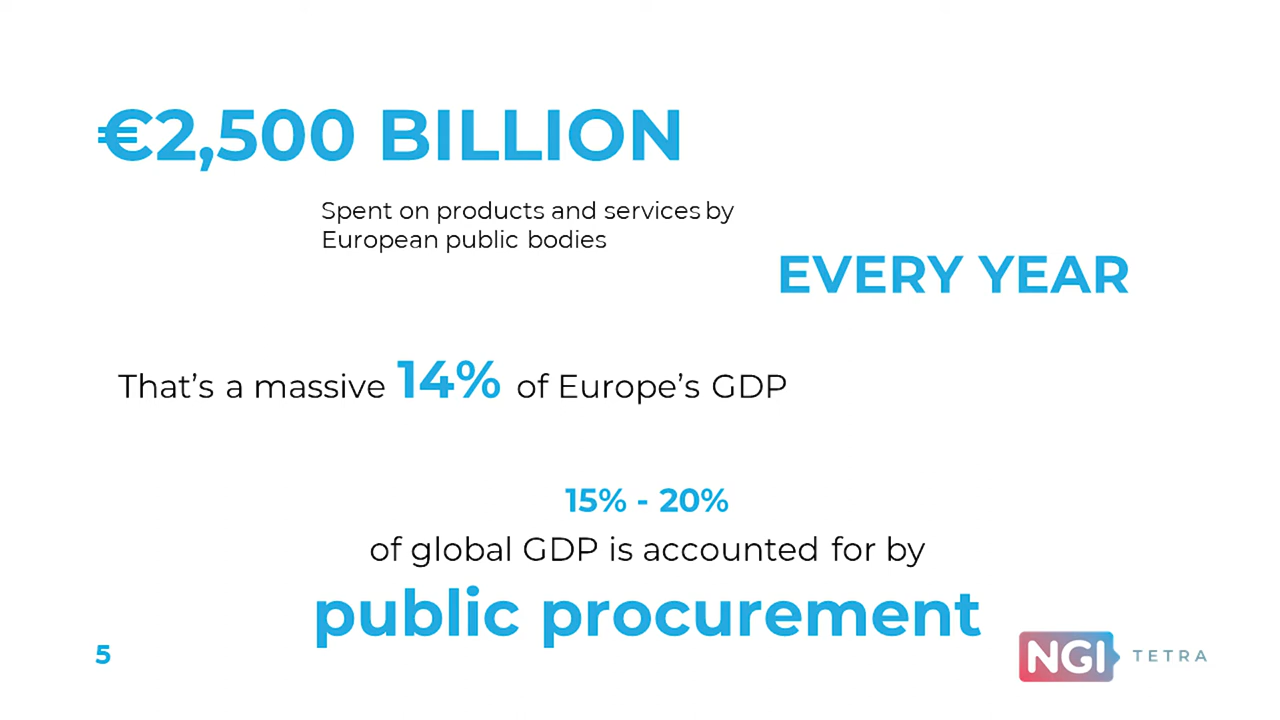 €2,500 BILLION
Spent on products and services by
European public bodies
EVERY YEAR
That’s a massive 14% of Europe’s GDP
15% - 20%
of global GDP is accounted for by
public procurement
5
NGI TETRA